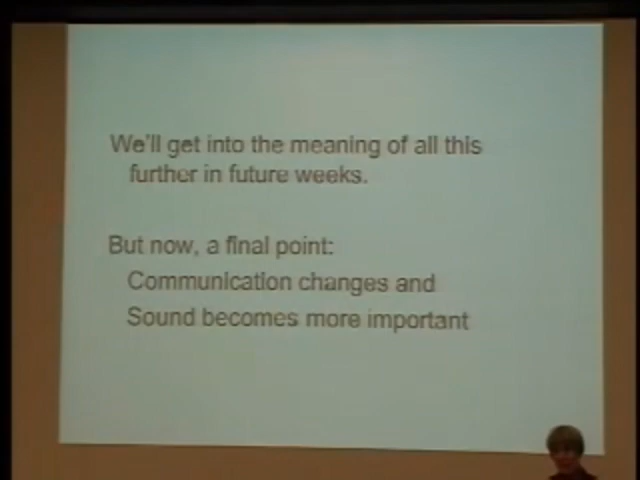 We'll get into the meaning of all this
further in future weeks.
But now, a final point:
Communication changes and
Sound becomes more important